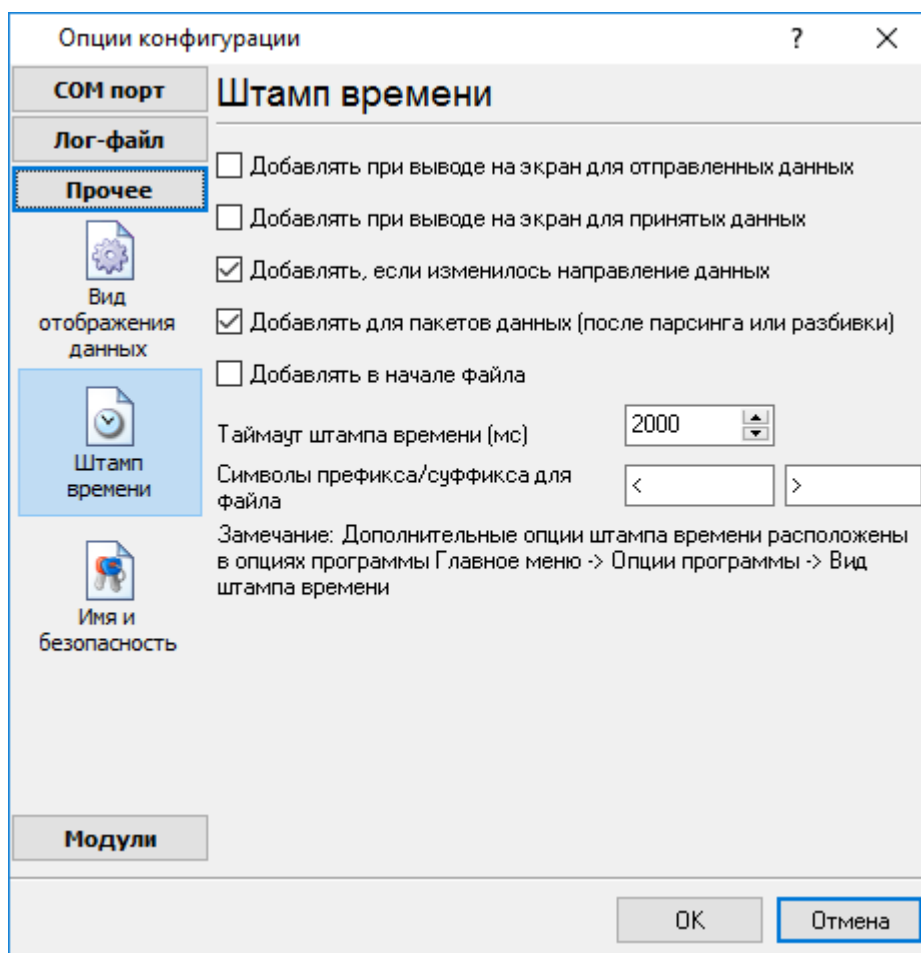 Опции конфигурации
?
COM порт
Лог-файл
Прочее
Вид
отображения
данных
Штамп
времени
Имя и
безопасность
Модули
Штамп времени
Добавлять при выводе на экран для отправленных данных
Добавлять при выводе на экран для принятых данных
Добавлять, если изменилось направление данных
Добавлять для пакетов данных (после парсинга или разбивки)
Добавлять в начале файла
Таймаут штампа времени (мс)
2000
Символы префикса/суффикса для
файла
< >
Замечание: Дополнительные опции штампа времени расположены
в опциях программы Главное меню -> Опции программы -> Вид
штампа времени
OK
Отмена